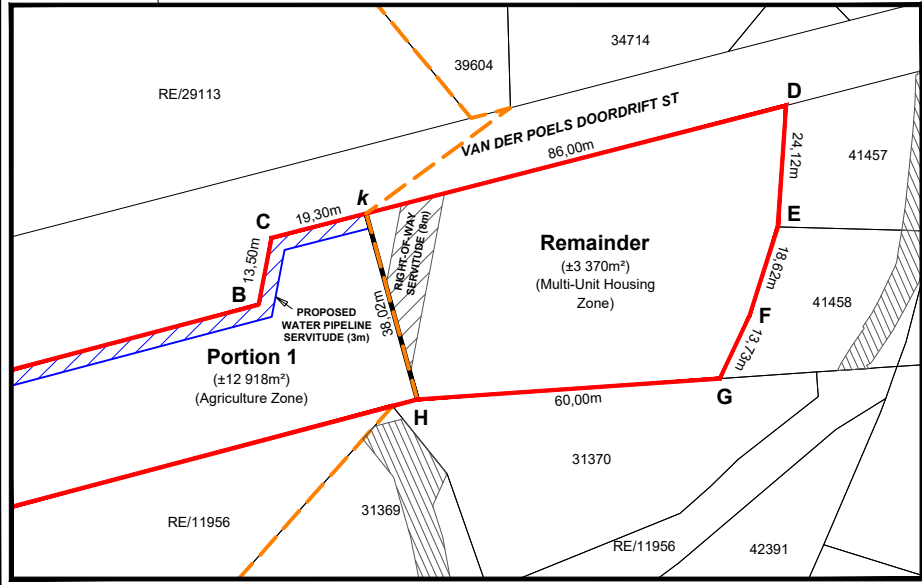 34714
39604
RE/29113
D
VAN DER POELS DOORDRIFT ST
86,00m
24,12m
41457
k
19,30m
C
E
13,50m
RIGHT-OF-WAY
SERVITUDE (8m)
Remainder
(±3 370m²)
(Multi-Unit Housing
Zone)
18,62m
B
41458
PROPOSED
WATER PIPELINE
SERVITUDE (3m)
38,02m
F
13,73m
Portion 1
(±12 918m²)
(Agriculture Zone)
G
H
60,00m
31370
31369
RE/11956
RE/11956
42391